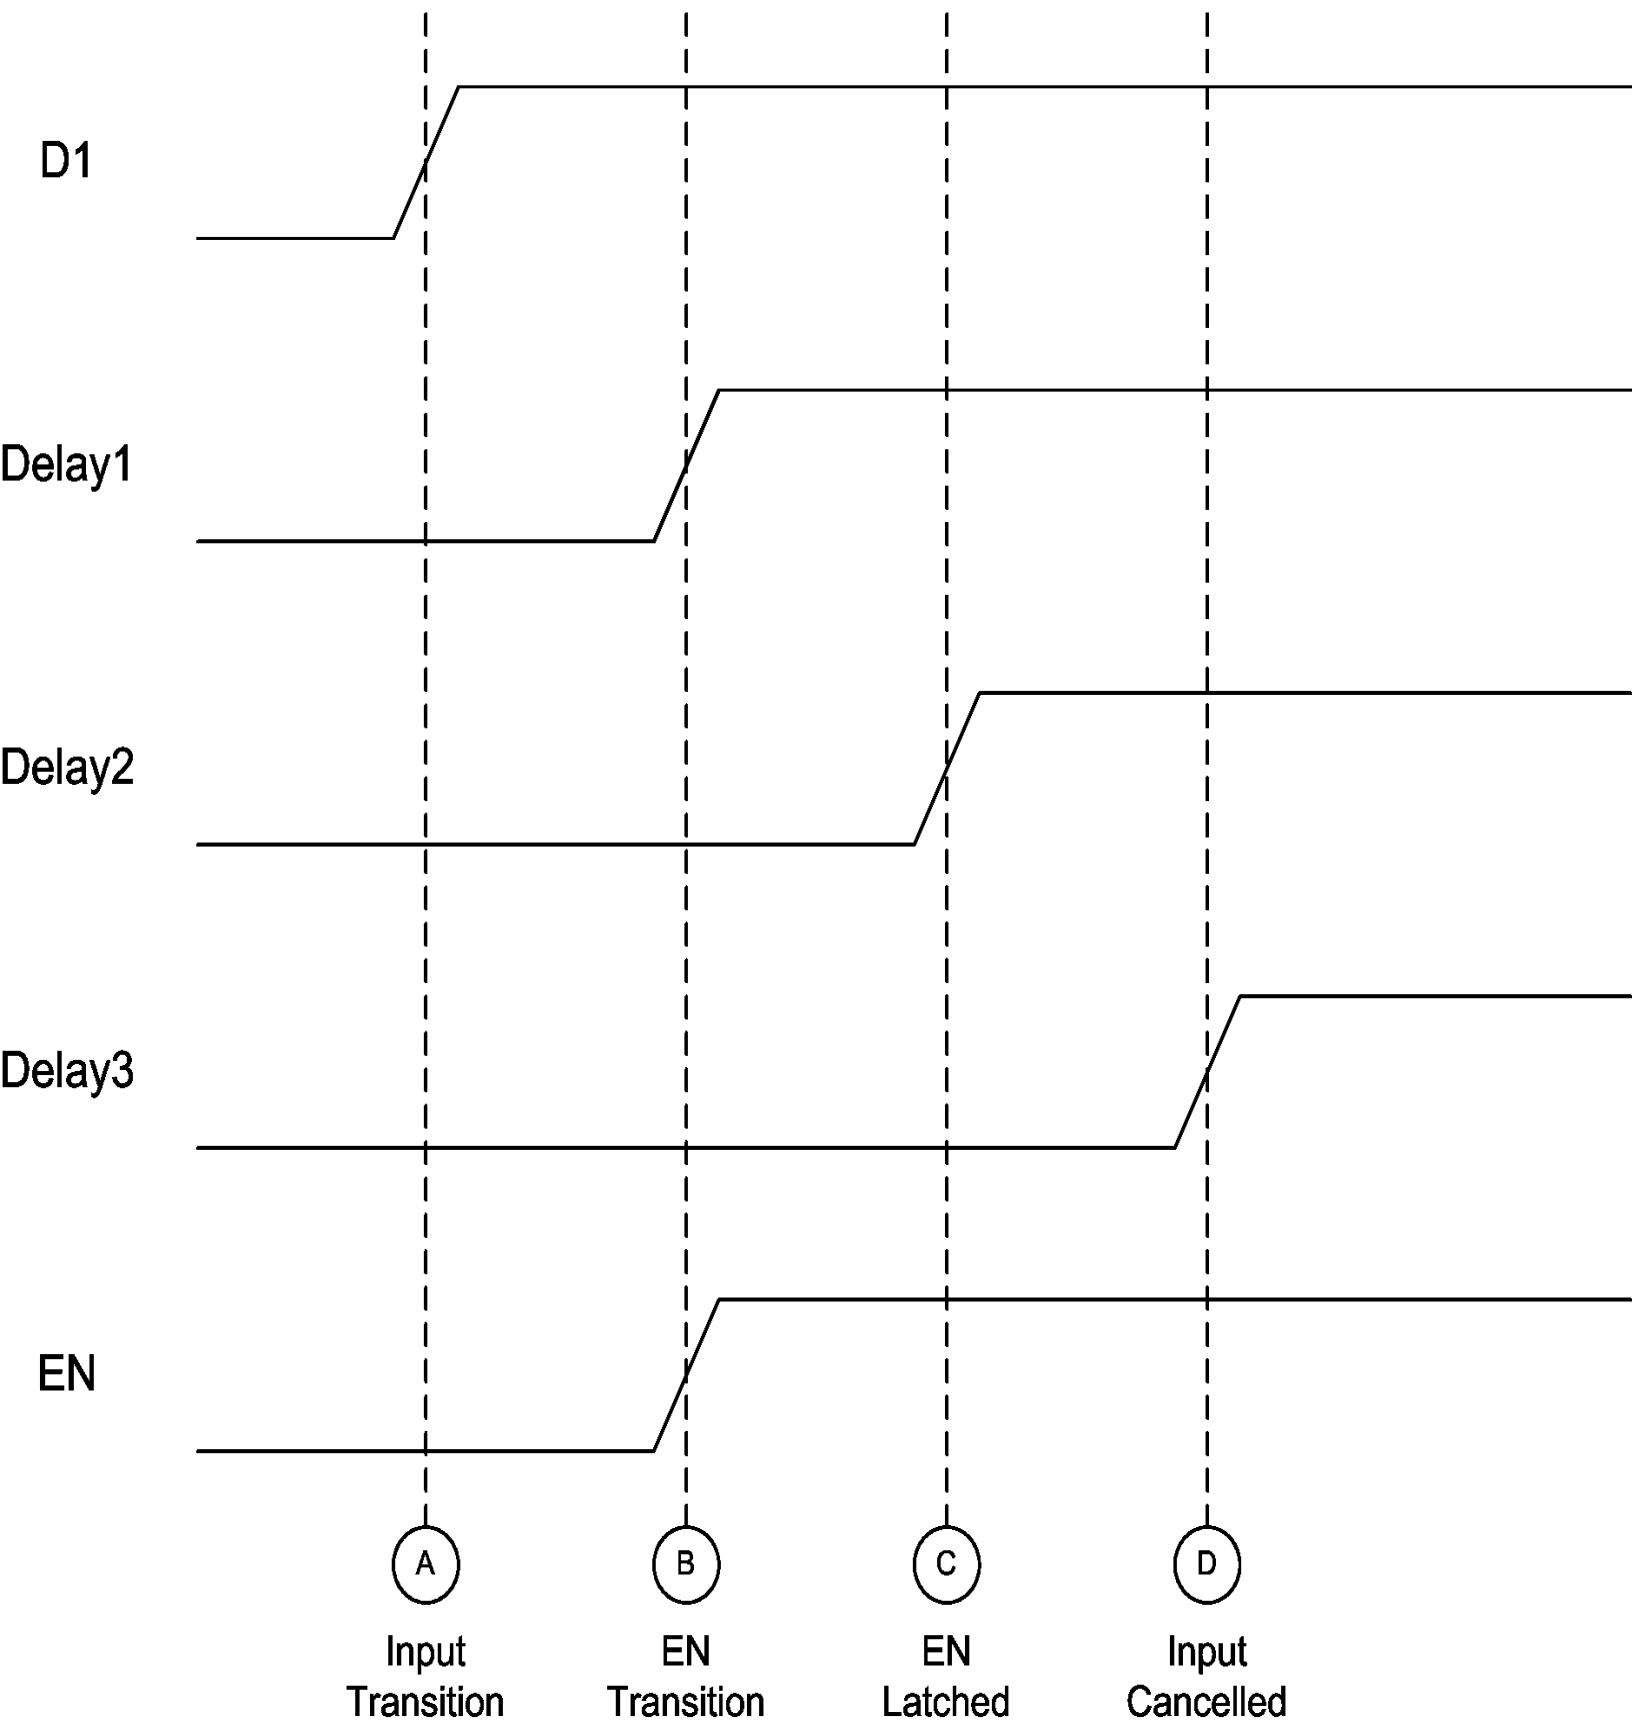 D1
Delay1
Delay2
Delay3
EN
A
B
C
D
Input
Transition
EN
Transition
EN
Latched
Input
Cancelled